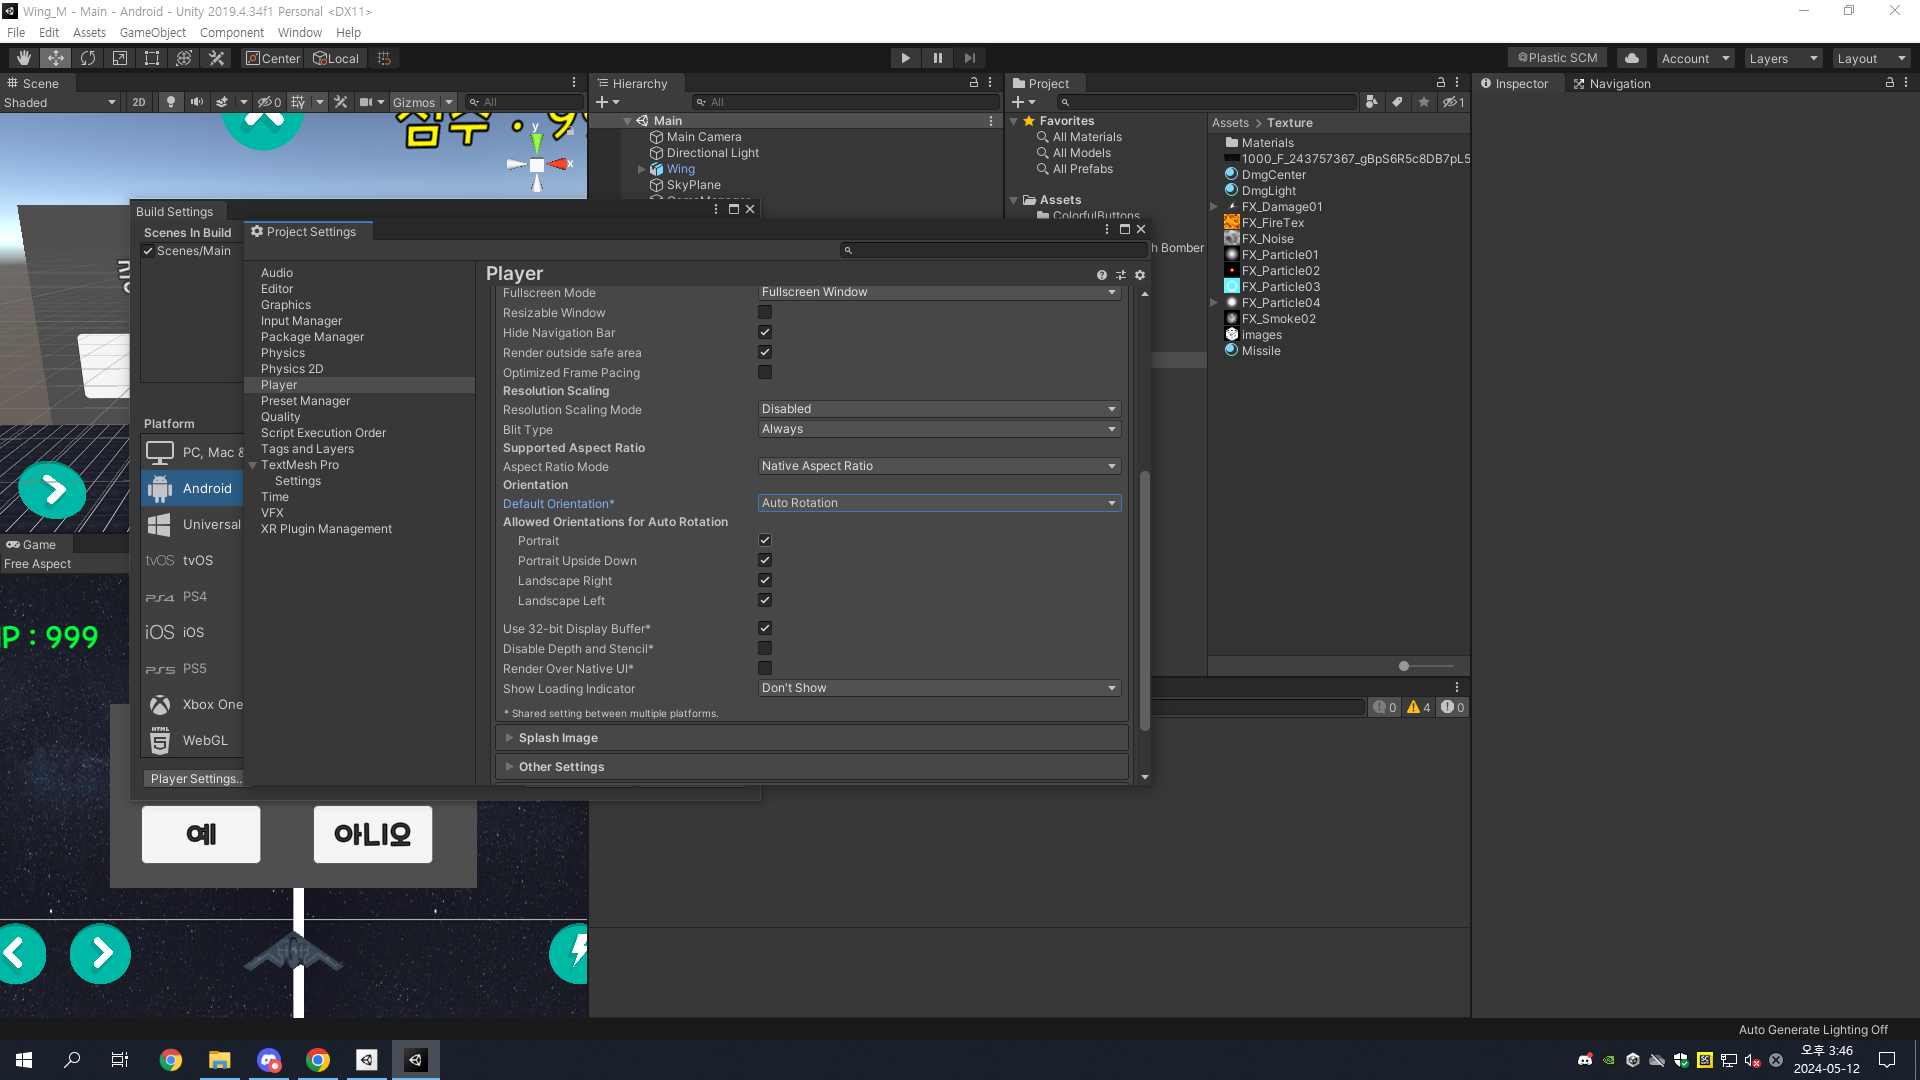 Wing_M - Main - Android - Unity 2019.4.34f1 Personal <DX11>
File Edit Assets GameObject Component Window Help
Center Local Plastic SCM Account Layers Layout
Scene
Shaded 2D 0 Gizmos All
점수 : 9
y
x
Hierarchy
All
Main
Main Camera
Directional Light
Wing
SkyPlane
Project
1
Favorites
All Materials
All Models
All Prefabs
Assets
ColorfulButtons
h Bomber
Assets > Texture
Materials
1000_F_243757367_gBpS6R5c8DB7pL5
DmgCenter
DmgLight
FX_Damage01
FX_FireTex
FX_Noise
FX_Particle01
FX_Particle02
FX_Particle03
FX_Particle04
FX_Smoke02
images
Missile
Inspector Navigation
Build Settings
Scenes In Build
Scenes/Main
Platform
PC, Mac &
Android
Universal
tvOS tvOS
PS4 PS4
iOS iOS
PS5 PS5
Xbox One
HTML 5 WebGL
Player Settings...
Project Settings
Audio
Editor
Graphics
Input Manager
Package Manager
Physics
Physics 2D
Player
Preset Manager
Quality
Script Execution Order
Tags and Layers
TextMesh Pro
Settings
Time
VFX
XR Plugin Management
Player
Fullscreen Mode Fullscreen Window
Resizable Window
Hide Navigation Bar
Render outside safe area
Optimized Frame Pacing
Resolution Scaling
Resolution Scaling Mode Disabled
Blit Type Always
Supported Aspect Ratio
Aspect Ratio Mode Native Aspect Ratio
Orientation
Default Orientation* Auto Rotation
Allowed Orientations for Auto Rotation
Portrait
Portrait Upside Down
Landscape Right
Landscape Left
Use 32-bit Display Buffer*
Disable Depth and Stencil*
Render Over Native UI*
Show Loading Indicator Don't Show
* Shared setting between multiple platforms.
Splash Image
Other Settings
0 4 0
Game
Free Aspect
P : 999
예 아니오
Auto Generate Lighting Off
오후 3:46
2024-05-12